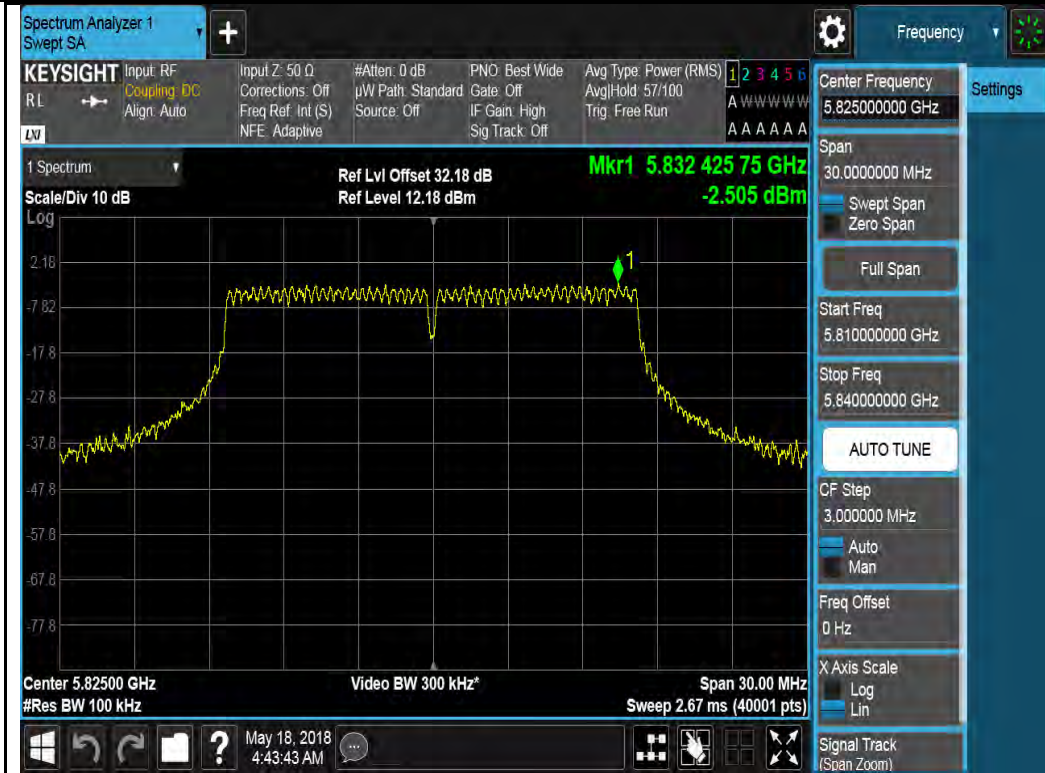 Spectrum Analyzer 1
Swept SA
+
Frequency
KEYSIGHT
RL
LXI
Input: RF
Coupling: DC
Align: Auto
Input Z: 50 Ω
Corrections: Off
Freq Ref: Int (S)
NFE: Adaptive
#Atten: 0 dB
µW Path: Standard
Source: Off
PNO: Best Wide
Gate: Off
IF Gain: High
Sig Track: Off
Avg Type: Power (RMS)
Avg|Hold: 57/100
Trig: Free Run
1 2 3 4 5 6
A W W W W W
A A A A A A
1 Spectrum
Scale/Div 10 dB
Log
Ref Lvl Offset 32.18 dB
Ref Level 12.18 dBm
Mkr1 5.832 425 75 GHz
-2.505 dBm
1
2.18
-7.82
-17.8
-27.8
-37.8
-47.8
-57.8
-67.8
-77.8
Center 5.82500 GHz
#Res BW 100 kHz
Video BW 300 kHz*
Span 30.00 MHz
Sweep 2.67 ms (40001 pts)
Center Frequency
5.825000000 GHz
Settings
Span
30.0000000 MHz
Swept Span
Zero Span
Full Span
Start Freq
5.810000000 GHz
Stop Freq
5.840000000 GHz
AUTO TUNE
CF Step
3.000000 MHz
Auto
Man
Freq Offset
0 Hz
X Axis Scale
Log
Lin
Signal Track
(Span Zoom)
?
May 18, 2018
4:43:43 AM